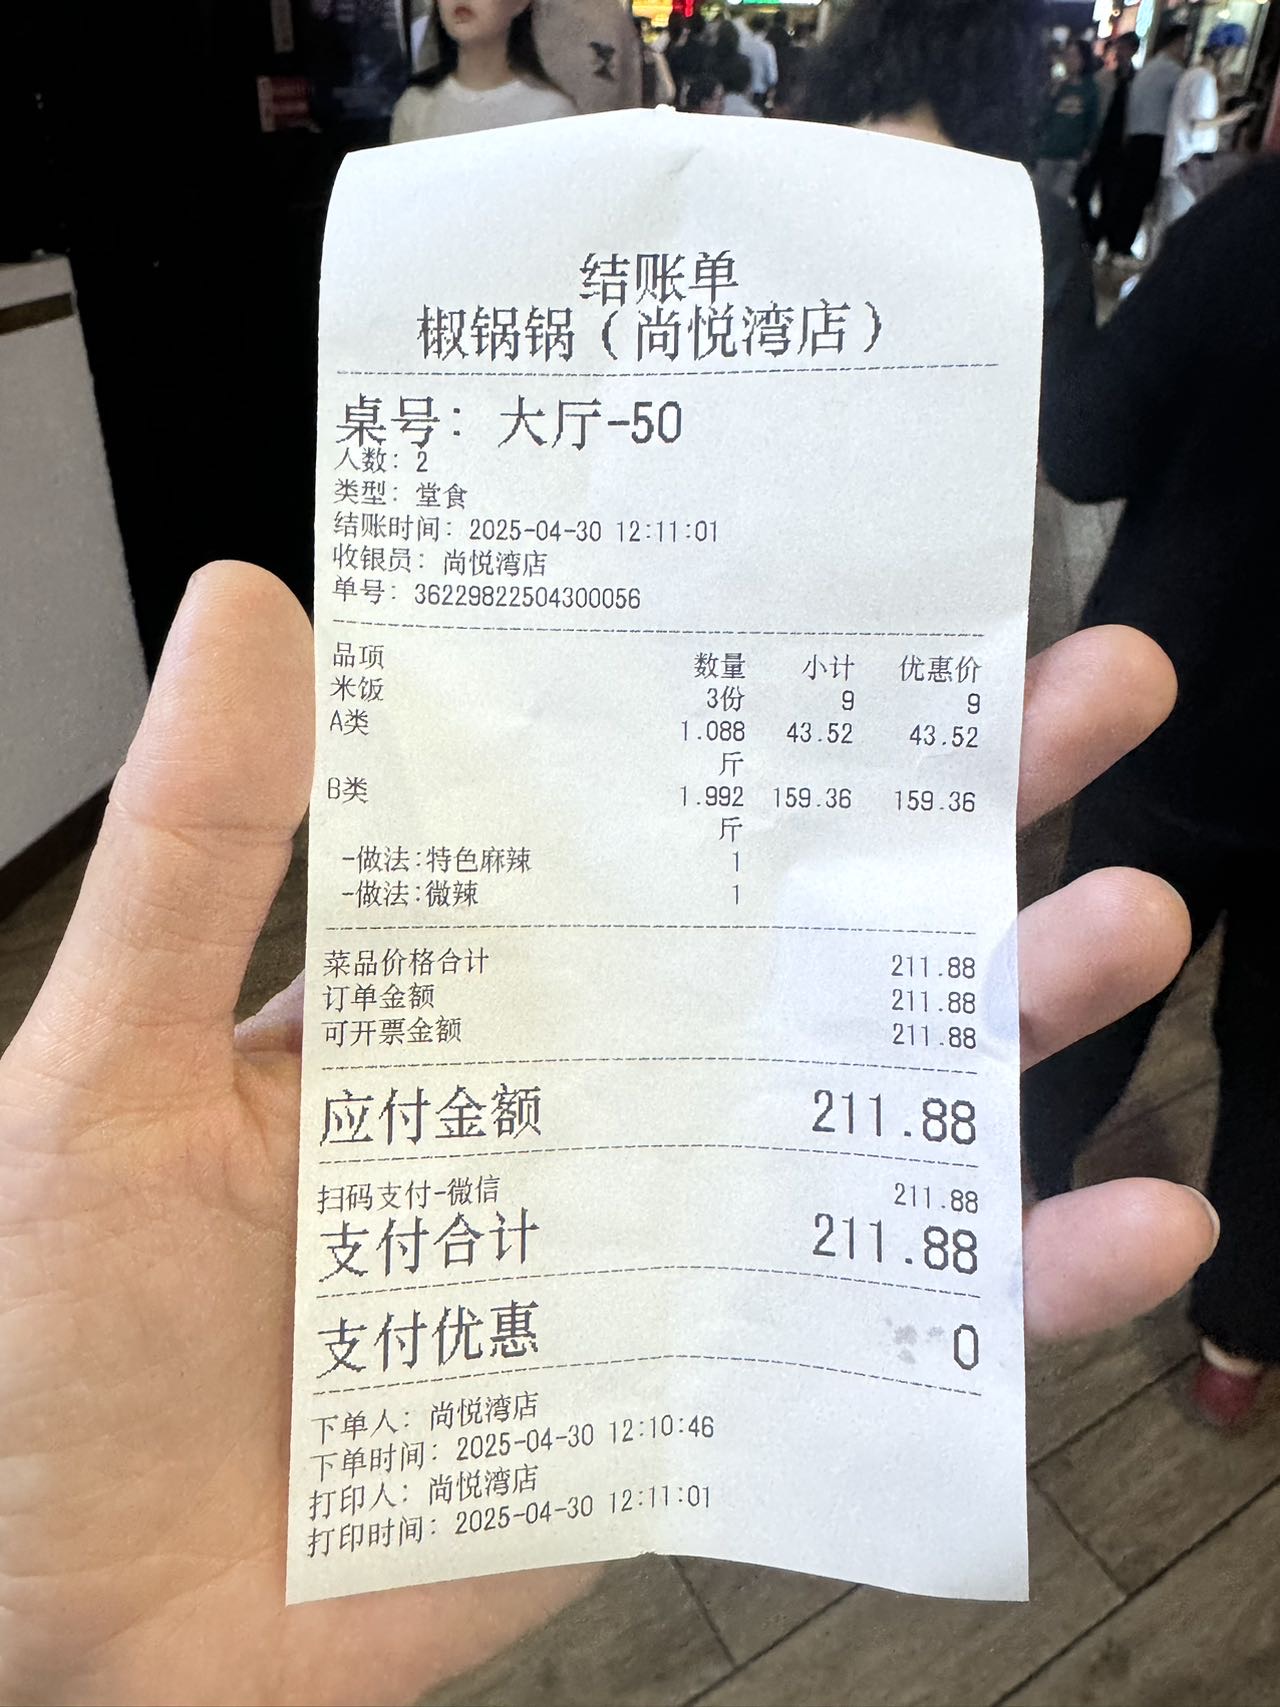 结账单
椒锅锅（尚悦湾店）
桌号：大厅-50
人数：2
类型：堂食
结账时间：2025-04-30 12:11:01
收银员：尚悦湾店
单号：36229822504300056
品项 数量 小计 优惠价
米饭 3份 9 9
A类 1.088 43.52 43.52
斤
B类 1.992 159.36 159.36
斤
-做法:特色麻辣 1
-做法:微辣 1
菜品价格合计 211.88
订单金额 211.88
可开票金额 211.88
应付金额 211.88
扫码支付-微信 211.88
支付合计 211.88
支付优惠 0
下单人：尚悦湾店
下单时间：2025-04-30 12:10:46
打印人：尚悦湾店
打印时间：2025-04-30 12:11:01